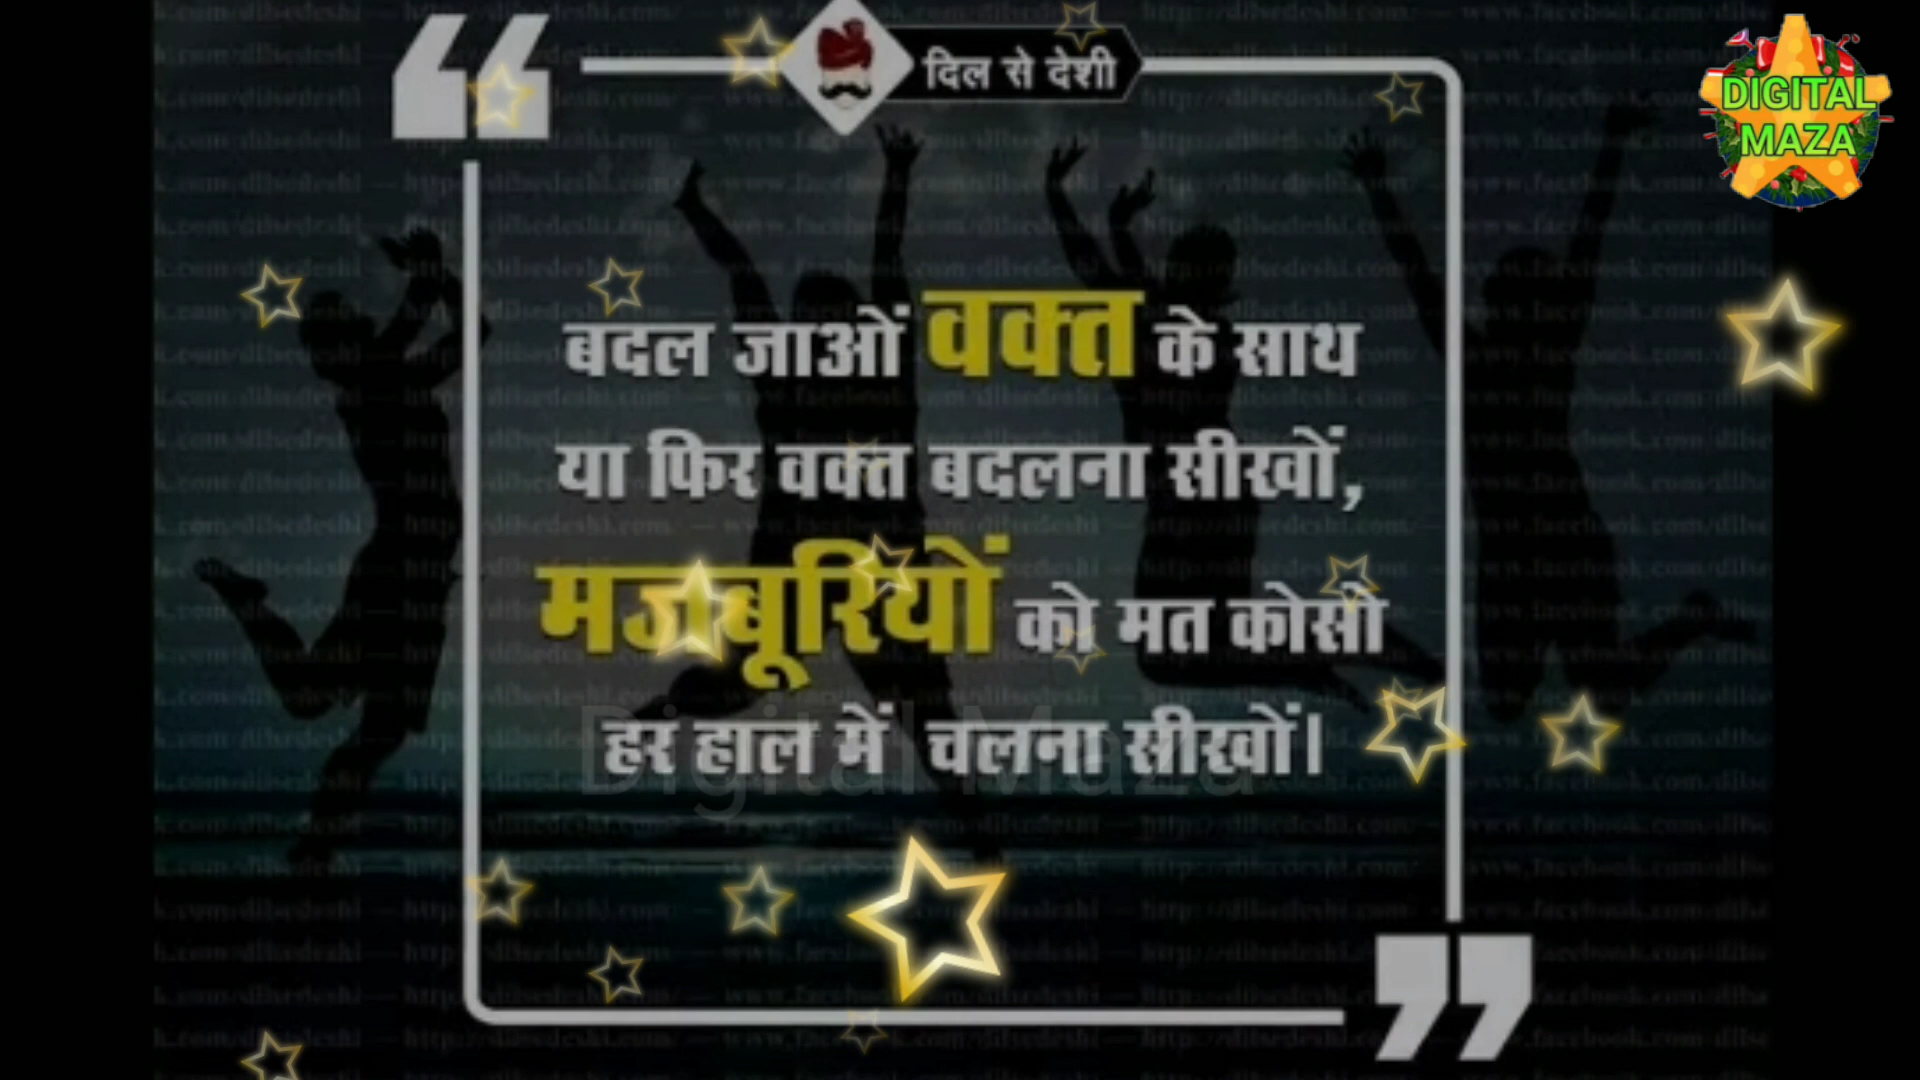 दिल से देशी
DIGITAL
MAZA
बदल जाओं वक्त के साथ
या फिर वक्त बदलना सीखों,
मजबूरियों को मत कोसो
हर हाल में चलना सीखों।
Digital Maza